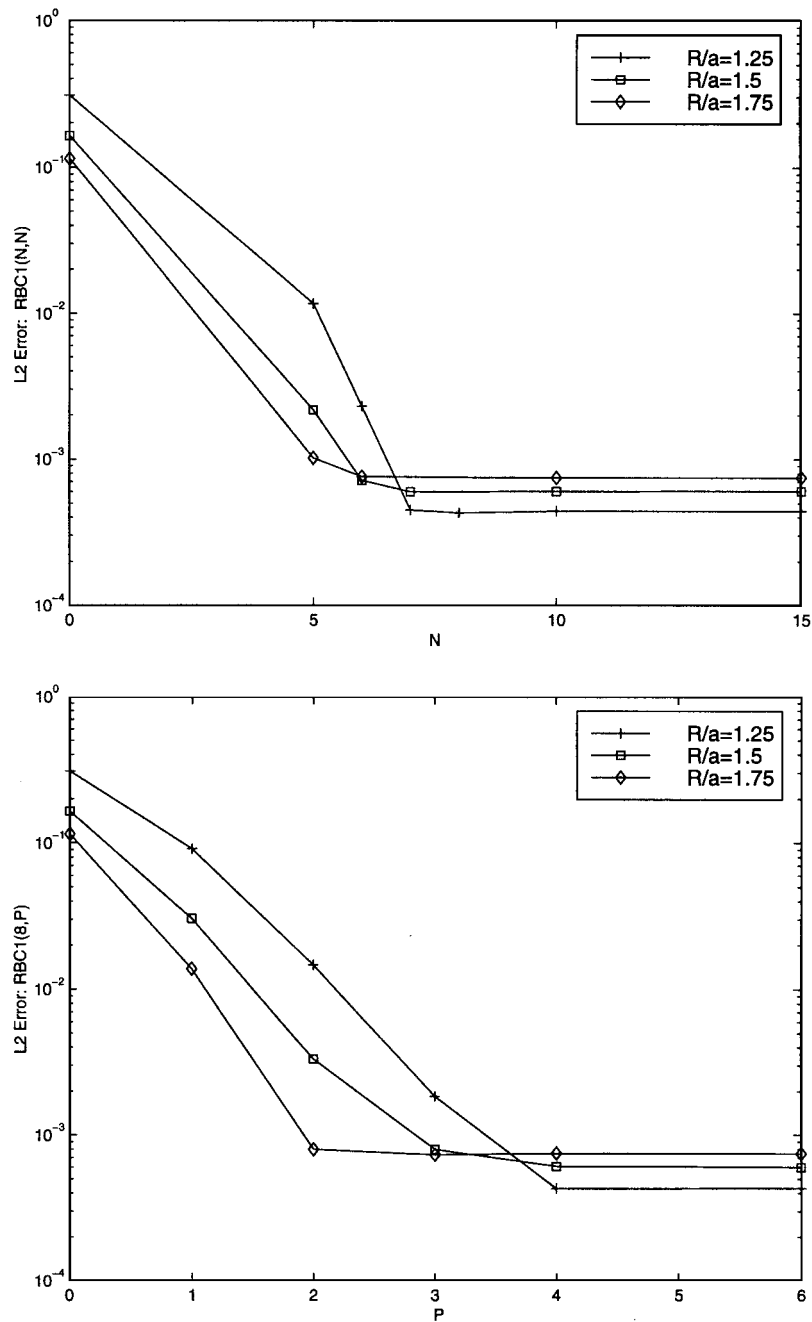 10^0
R/a=1.25
R/a=1.5
R/a=1.75
10^-1
10^-2
10^-3
10^-4
L2 Error: RBC1(N,N)
0
5
10
15
N
10^0
R/a=1.25
R/a=1.5
R/a=1.75
10^-1
10^-2
10^-3
10^-4
L2 Error: RBC1(8,P)
0
1
2
3
4
5
6
P